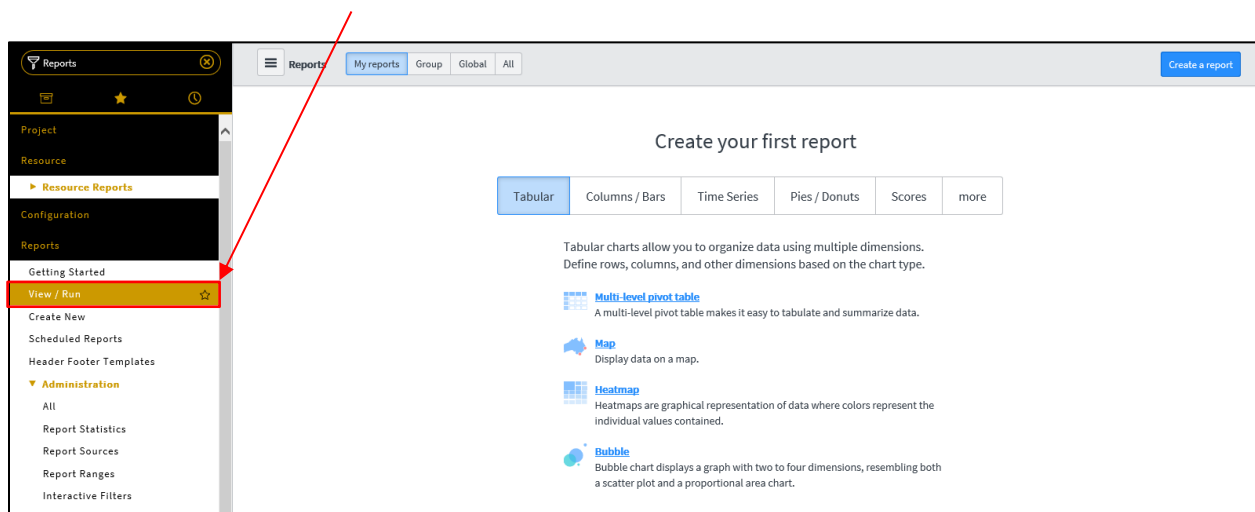 Reports
Project
Resource
Resource Reports
Configuration
Reports
Getting Started
View / Run
Create New
Scheduled Reports
Header Footer Templates
Administration
All
Report Statistics
Report Sources
Report Ranges
Interactive Filters
Reports My reports Group Global All Create a report
Create your first report
Tabular Columns / Bars Time Series Pies / Donuts Scores more
Tabular charts allow you to organize data using multiple dimensions.
Define rows, columns, and other dimensions based on the chart type.
Multi-level pivot table
A multi-level pivot table makes it easy to tabulate and summarize data.
Map
Display data on a map.
Heatmap
Heatmaps are graphical representation of data where colors represent the
individual values contained.
Bubble
Bubble chart displays a graph with two to four dimensions, resembling both
a scatter plot and a proportional area chart.